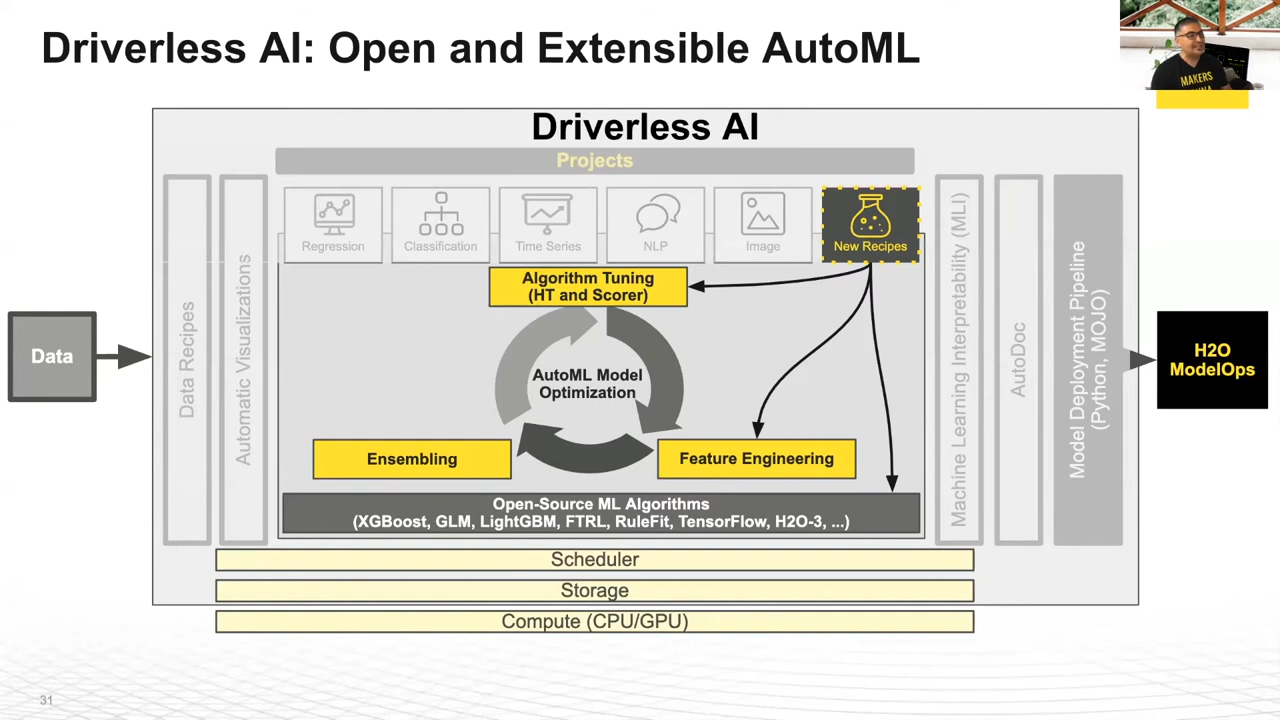 Driverless AI: Open and Extensible AutoML
MAKERS
Driverless AI
Projects
Regression
Classification
Time Series
NLP
Image
New Recipes
Data
Data Recipes
Automatic Visualizations
Algorithm Tuning
(HT and Scorer)
AutoML Model
Optimization
Ensembling
Feature Engineering
Open-Source ML Algorithms
(XGBoost, GLM, LightGBM, FTRL, RuleFit, TensorFlow, H2O-3, ...)
Machine Learning Interpretability (MLI)
AutoDoc
Model Deployment Pipeline
(Python, MOJO)
H2O
ModelOps
Scheduler
Storage
Compute (CPU/GPU)
31